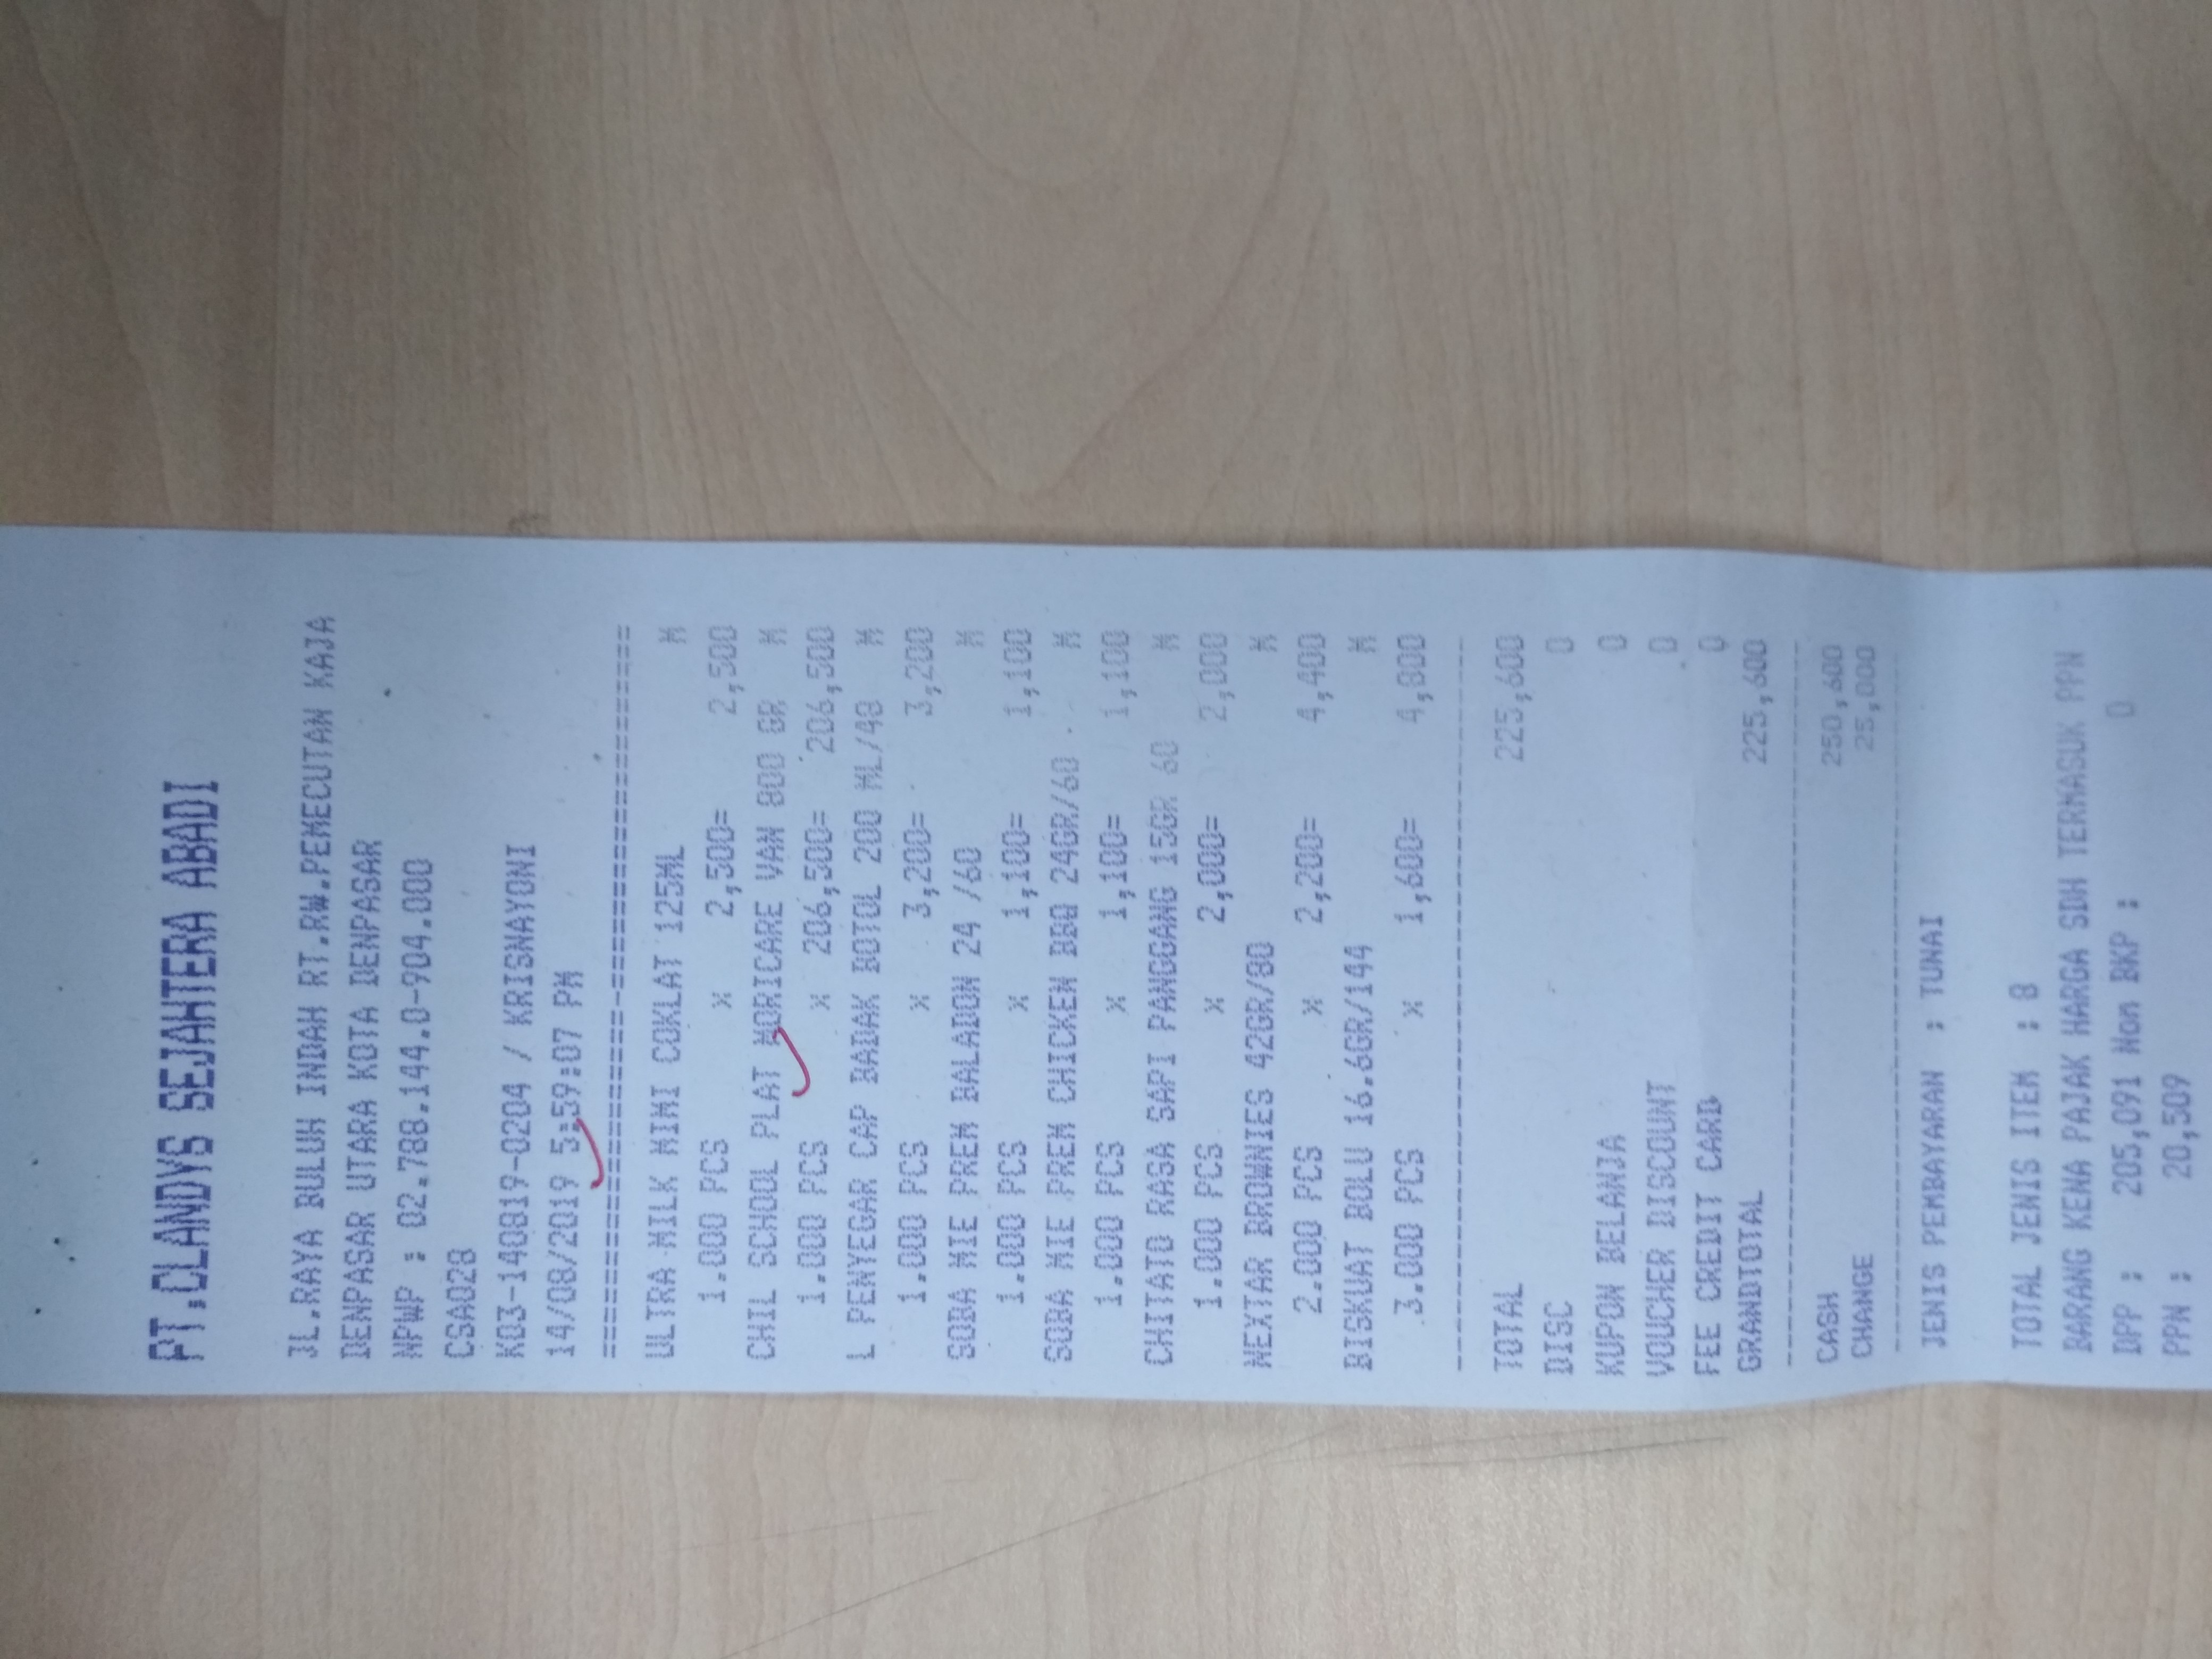 PT.CLANDYS SEJAHTERA ABADI
JL.RAYA BULUH INDAH RT.RW.PEMECUTAN KAJA
DENPASAR UTARA KOTA DENPASAR
NPWP : 02.788.144.0-904.000
CSA028
K03-140819-0204 / KRISNAYONI
14/08/2019 5:59:07 PM
========================================
ULTRA MILK MIMI COKLAT 125ML M
1.000 PCS x 2,500= 2,500
CHIL SCHOOL PLAT MORICARE VAN 800 GR M
1.000 PCS x 206,500= 206,500
L PENYEGAR CAP BADAK BOTOL 200 ML/48 M
1.000 PCS x 3,200= 3,200
SOBA MIE PREM BALADON 24 /60 M
1.000 PCS x 1,100= 1,100
SOBA MIE PREM CHICKEN BBQ 24GR/60 M
1.000 PCS x 1,100= 1,100
CHITATO RASA SAPI PANGGANG 15GR 60 M
1.000 PCS x 2,000= 2,000
NEXTAR BROWNIES 42GR/80 M
2.000 PCS x 2,200= 4,400
BISKUAT BOLU 16.6GR/144 M
3.000 PCS x 1,600= 4,800
----------------------------------------
TOTAL 225,600
DISC 0
KUPON BELANJA 0
VOUCHER DISCOUNT 0
FEE CREDIT CARD 0
GRANDTOTAL 225,600
----------------------------------------
CASH 250,600
CHANGE 25,000
----------------------------------------
JENIS PEMBAYARAN : TUNAI
TOTAL JENIS ITEM : 8
BARANG KENA PAJAK HARGA SDH TERMASUK PPN
DPP : 205,091 Non BKP : 0
PPN : 20,509